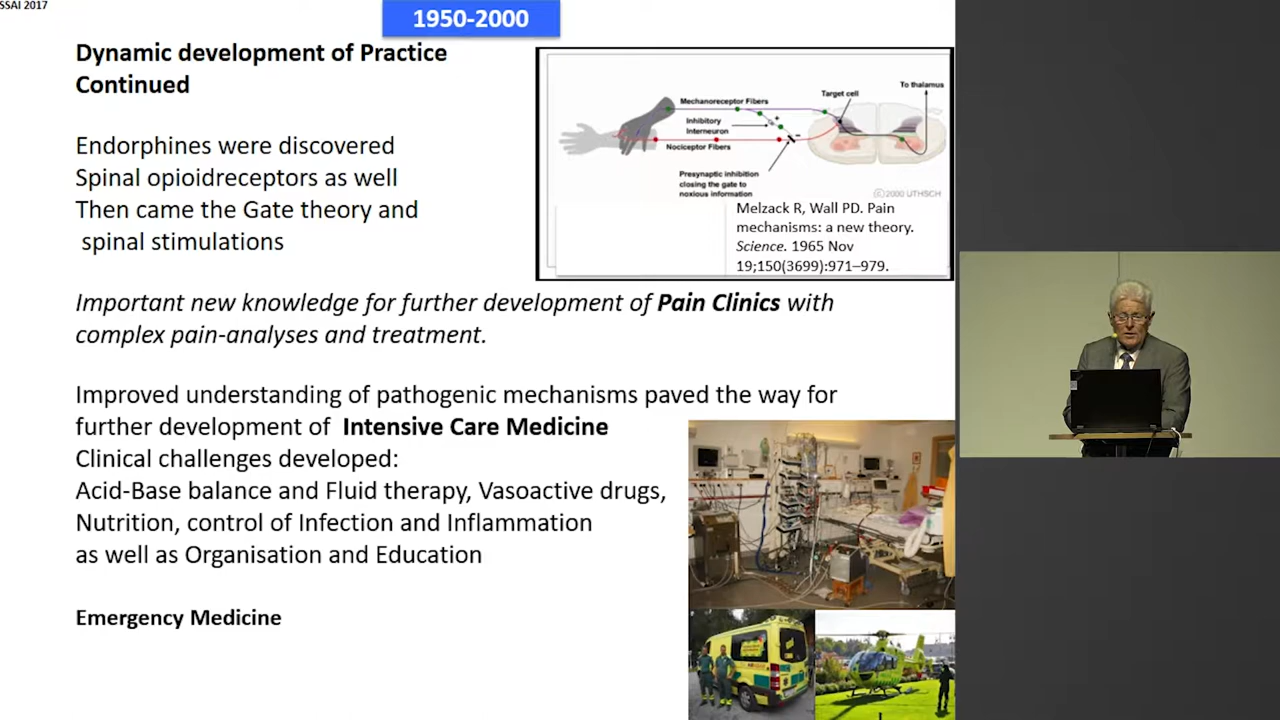 SSAI 2017
1950-2000
Dynamic development of Practice
Continued
Endorphines were discovered
Spinal opioidreceptors as well
Then came the Gate theory and
spinal stimulations
Mechanoreceptor Fibers
Inhibitory
Interneuron
Nociceptor Fibers
Target cell
To thalamus
+
+
–
Presynaptic inhibition
closing the gate to
noxious information
©2000 UTHSCH
Melzack R, Wall PD. Pain
mechanisms: a new theory.
Science. 1965 Nov
19;150(3699):971–979.
Important new knowledge for further development of Pain Clinics with
complex pain-analyses and treatment.
Improved understanding of pathogenic mechanisms paved the way for
further development of Intensive Care Medicine
Clinical challenges developed:
Acid-Base balance and Fluid therapy, Vasoactive drugs,
Nutrition, control of Infection and Inflammation
as well as Organisation and Education
Emergency Medicine